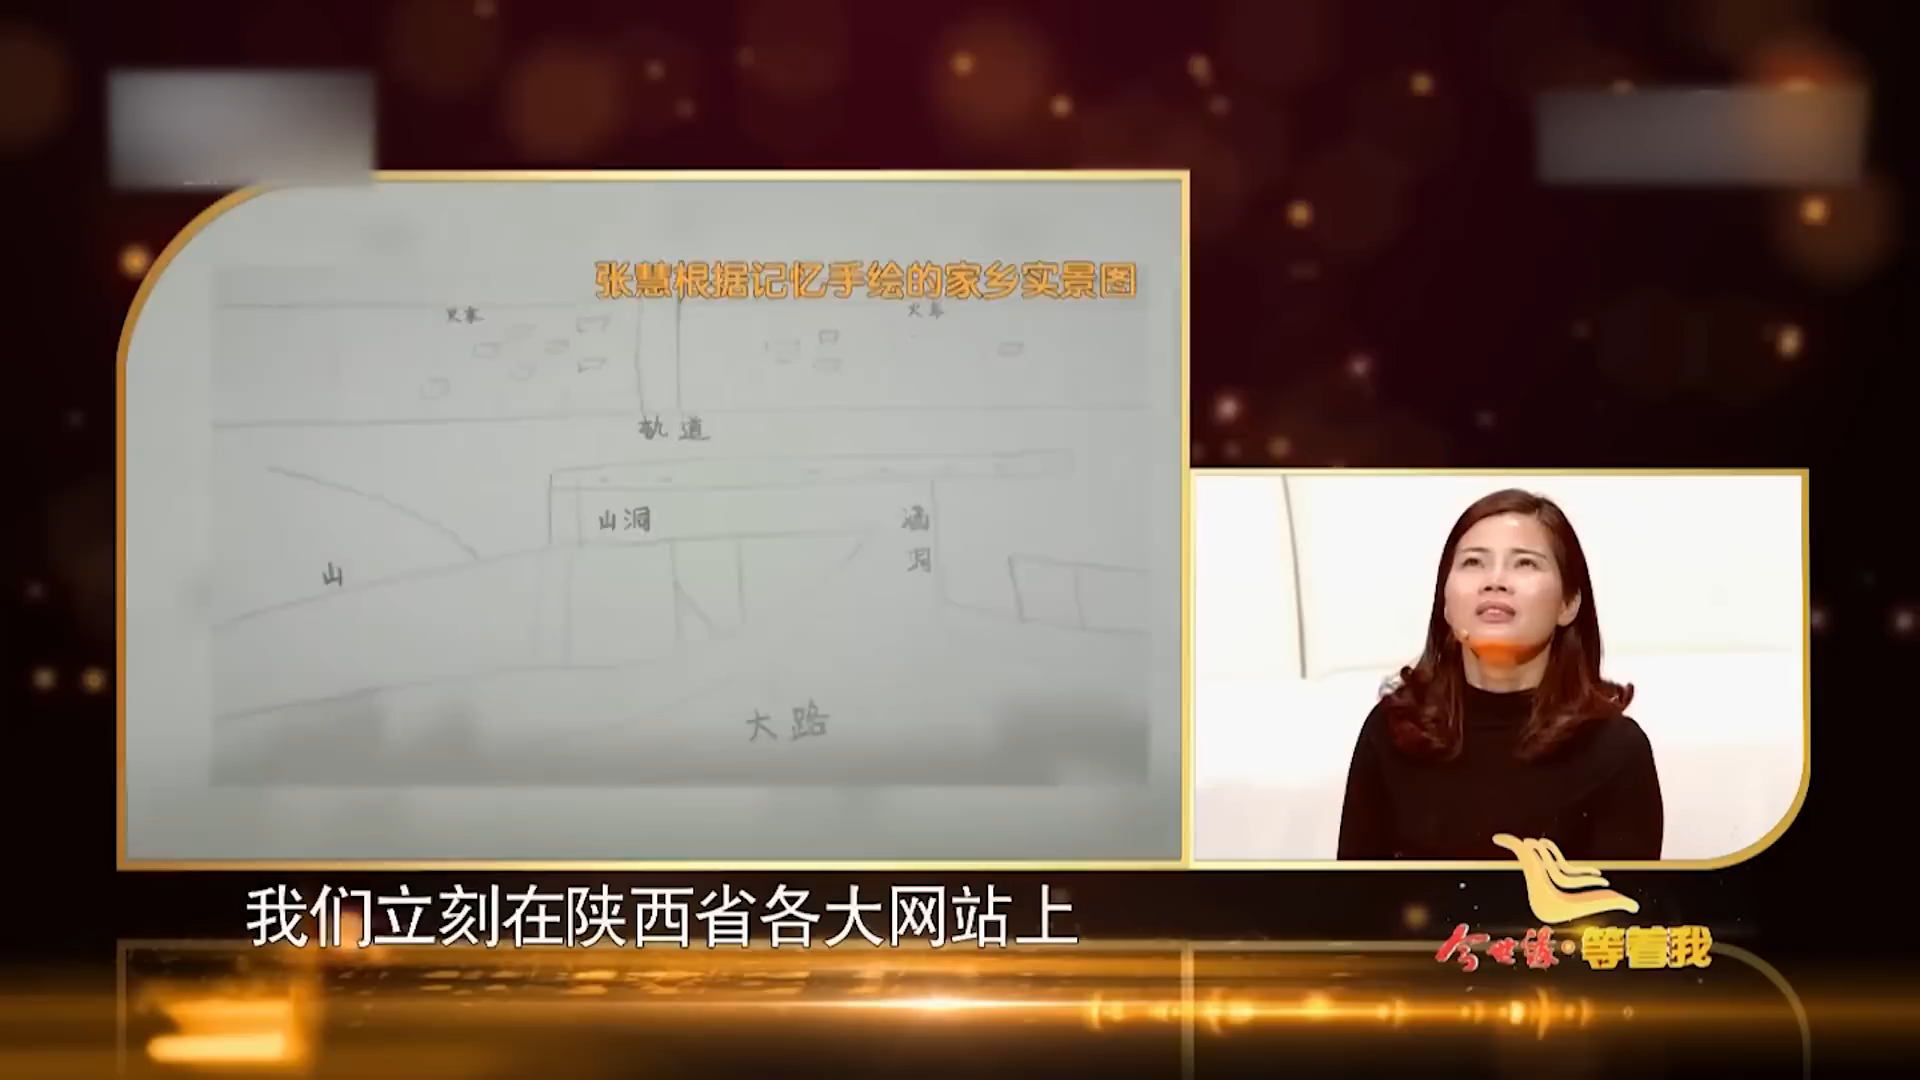 张慧根据记忆手绘的家乡实景图
火车
轨道
山洞
涵洞
山
大路
我们立刻在陕西省各大网站上
今世缘·等着我